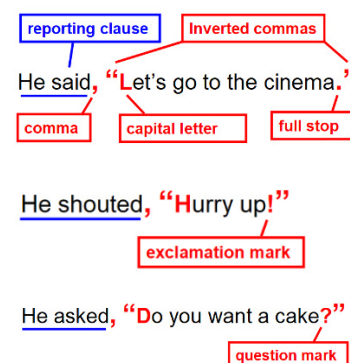 reporting clause Inverted commas
He said, “Let’s go to the cinema.”
comma capital letter full stop
He shouted, “Hurry up!”
exclamation mark
He asked, “Do you want a cake?”
question mark